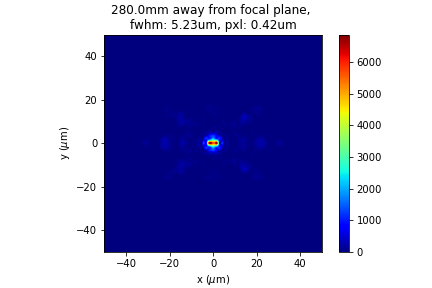 280.0mm away from focal plane,
fwhm: 5.23um, pxl: 0.42um
40
20
0
−20
−40
y (μm)
−40 −20 0 20 40
x (μm)
6000
5000
4000
3000
2000
1000
0